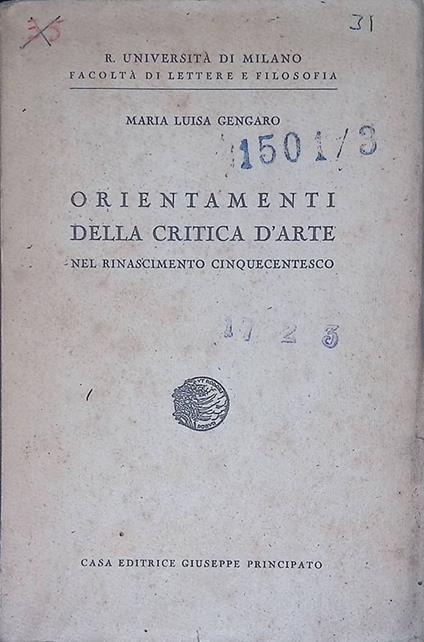 35
31
R. UNIVERSITÀ DI MILANO
FACOLTÀ DI LETTERE E FILOSOFIA
MARIA LUISA GENGARO
1501/3
ORIENTAMENTI
DELLA CRITICA D'ARTE
NEL RINASCIMENTO CINQUECENTESCO
17 2 3
CASA EDITRICE GIUSEPPE PRINCIPATO